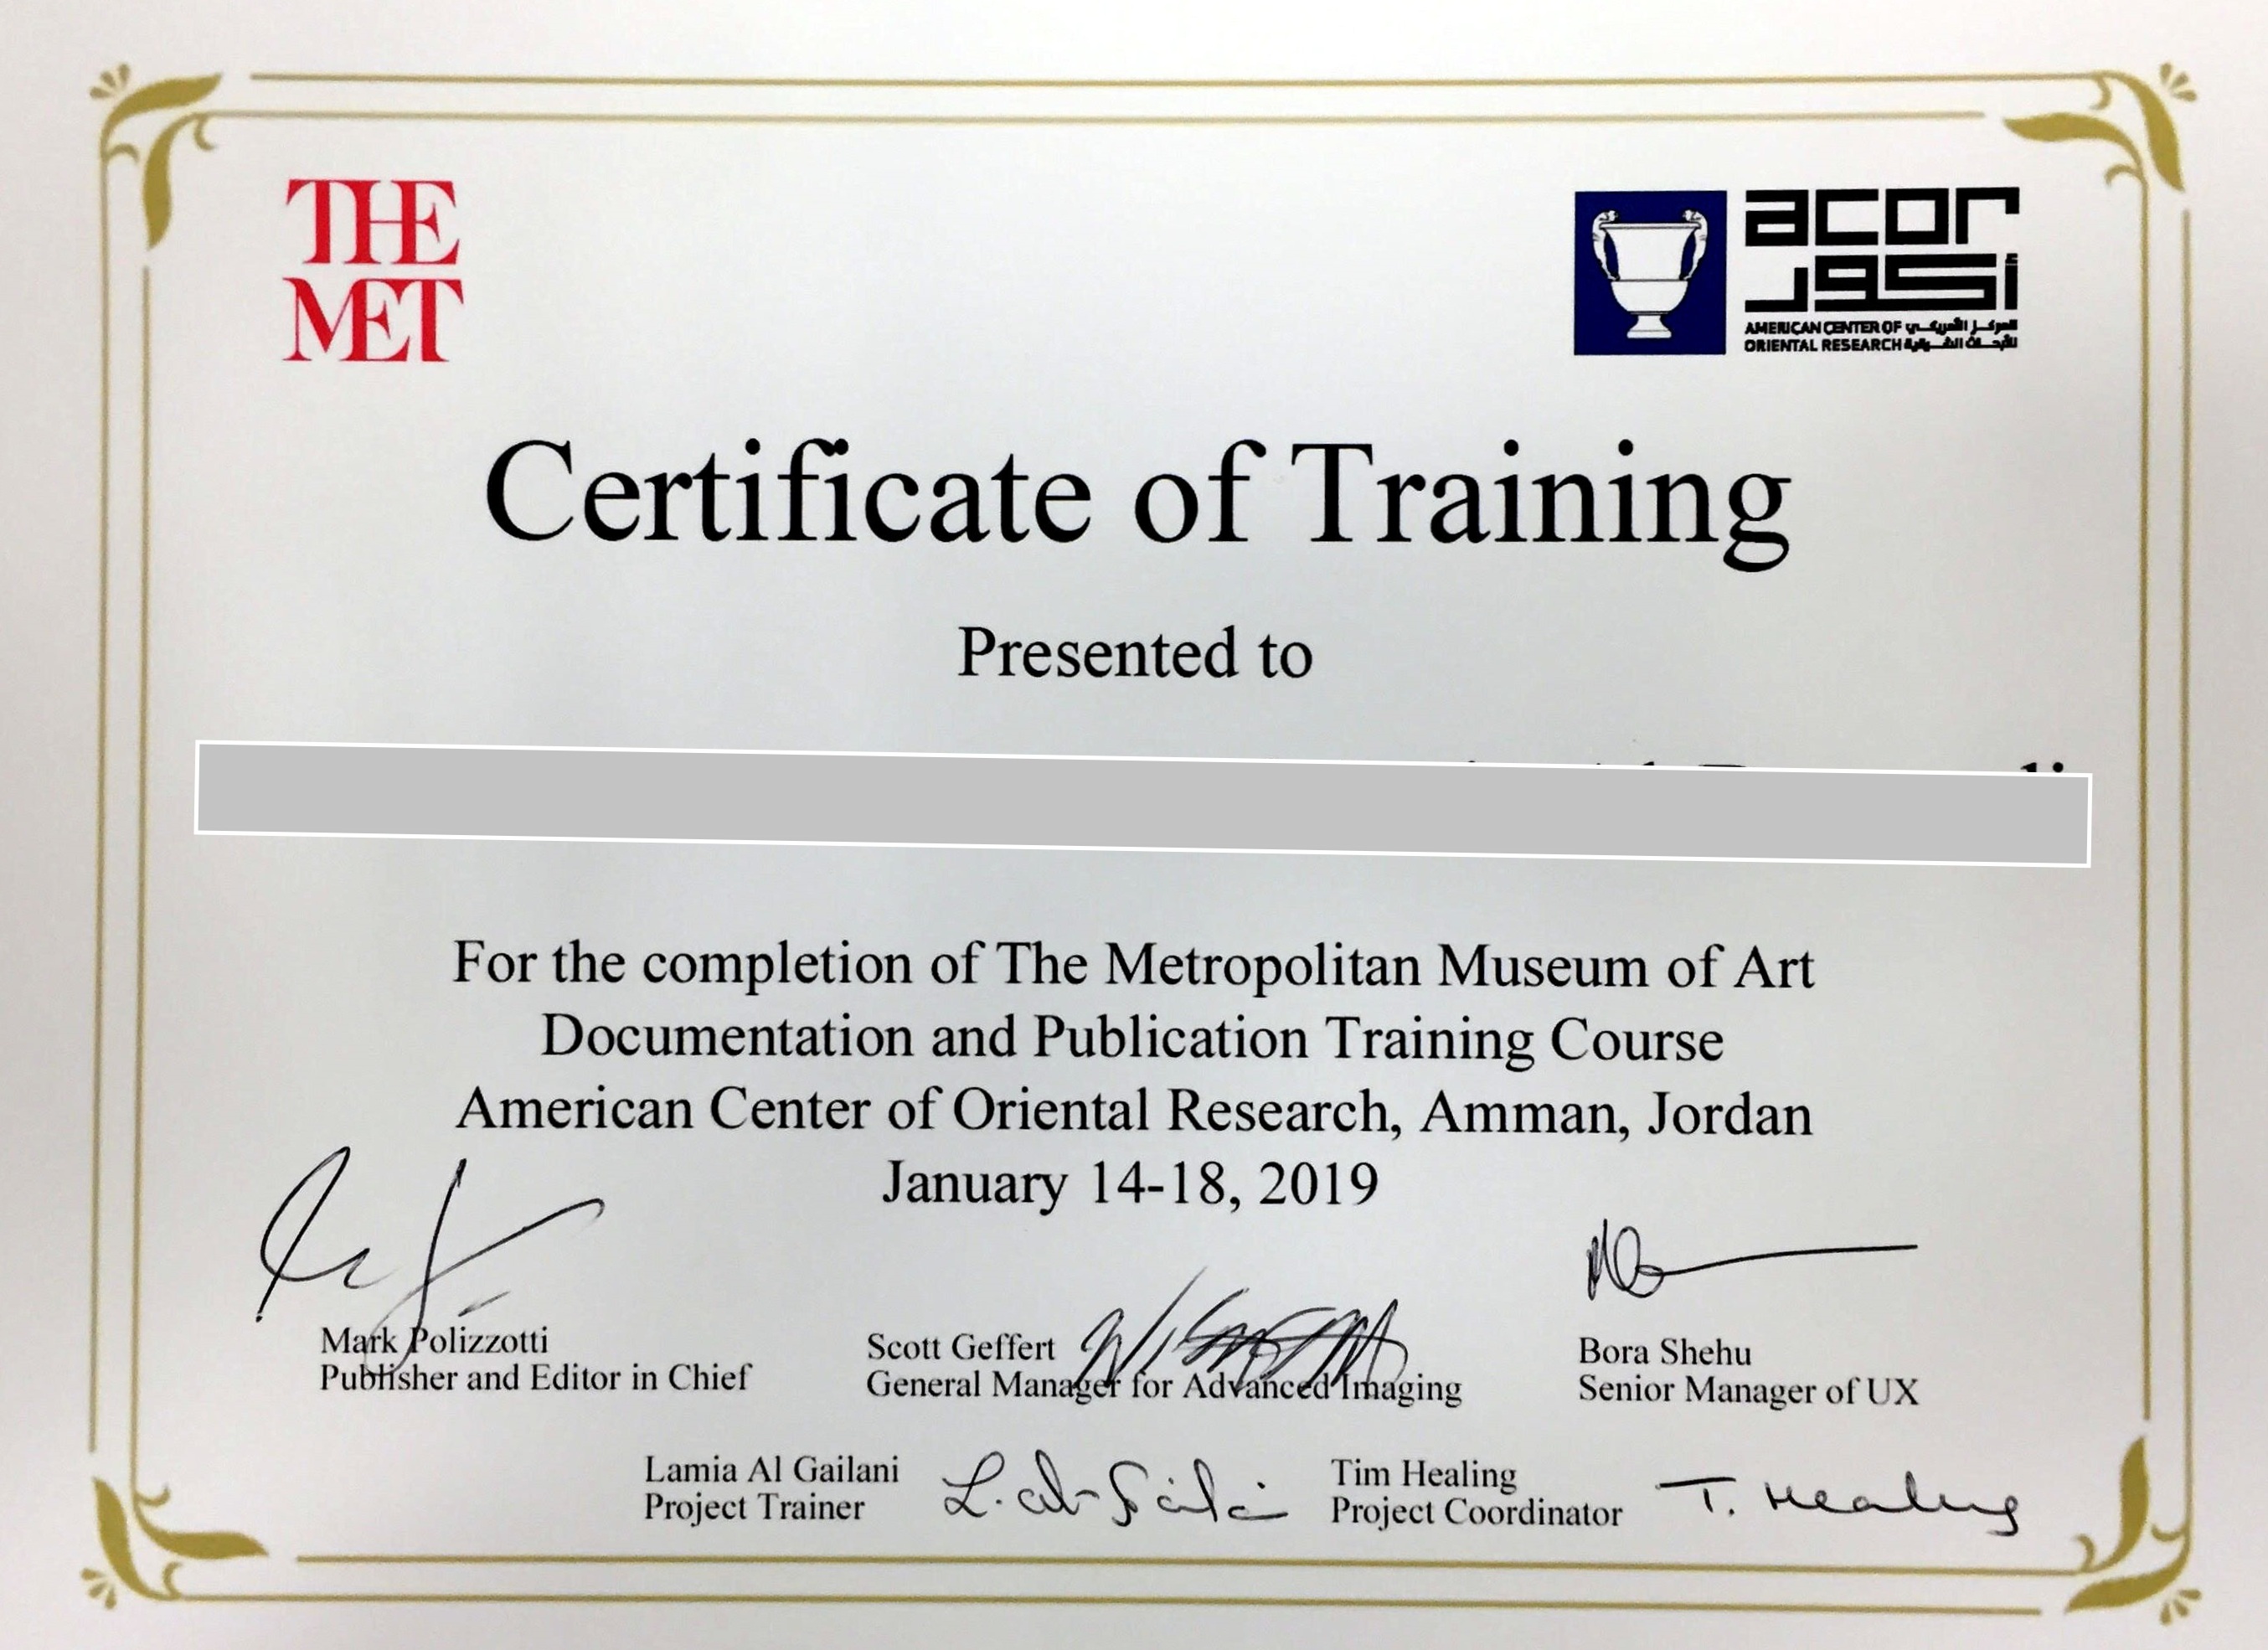 THE
MET
acor
أكور
AMERICAN CENTER OF المركز الأمريكي
ORIENTAL RESEARCH للأبحاث الشرقية
Certificate of Training
Presented to
For the completion of The Metropolitan Museum of Art
Documentation and Publication Training Course
American Center of Oriental Research, Amman, Jordan
January 14-18, 2019
Mark Polizzotti
Publisher and Editor in Chief
Scott Geffert
General Manager for Advanced Imaging
Bora Shehu
Senior Manager of UX
Lamia Al Gailani
Project Trainer
L. Al-Gailani
Tim Healing
Project Coordinator
T. Healing